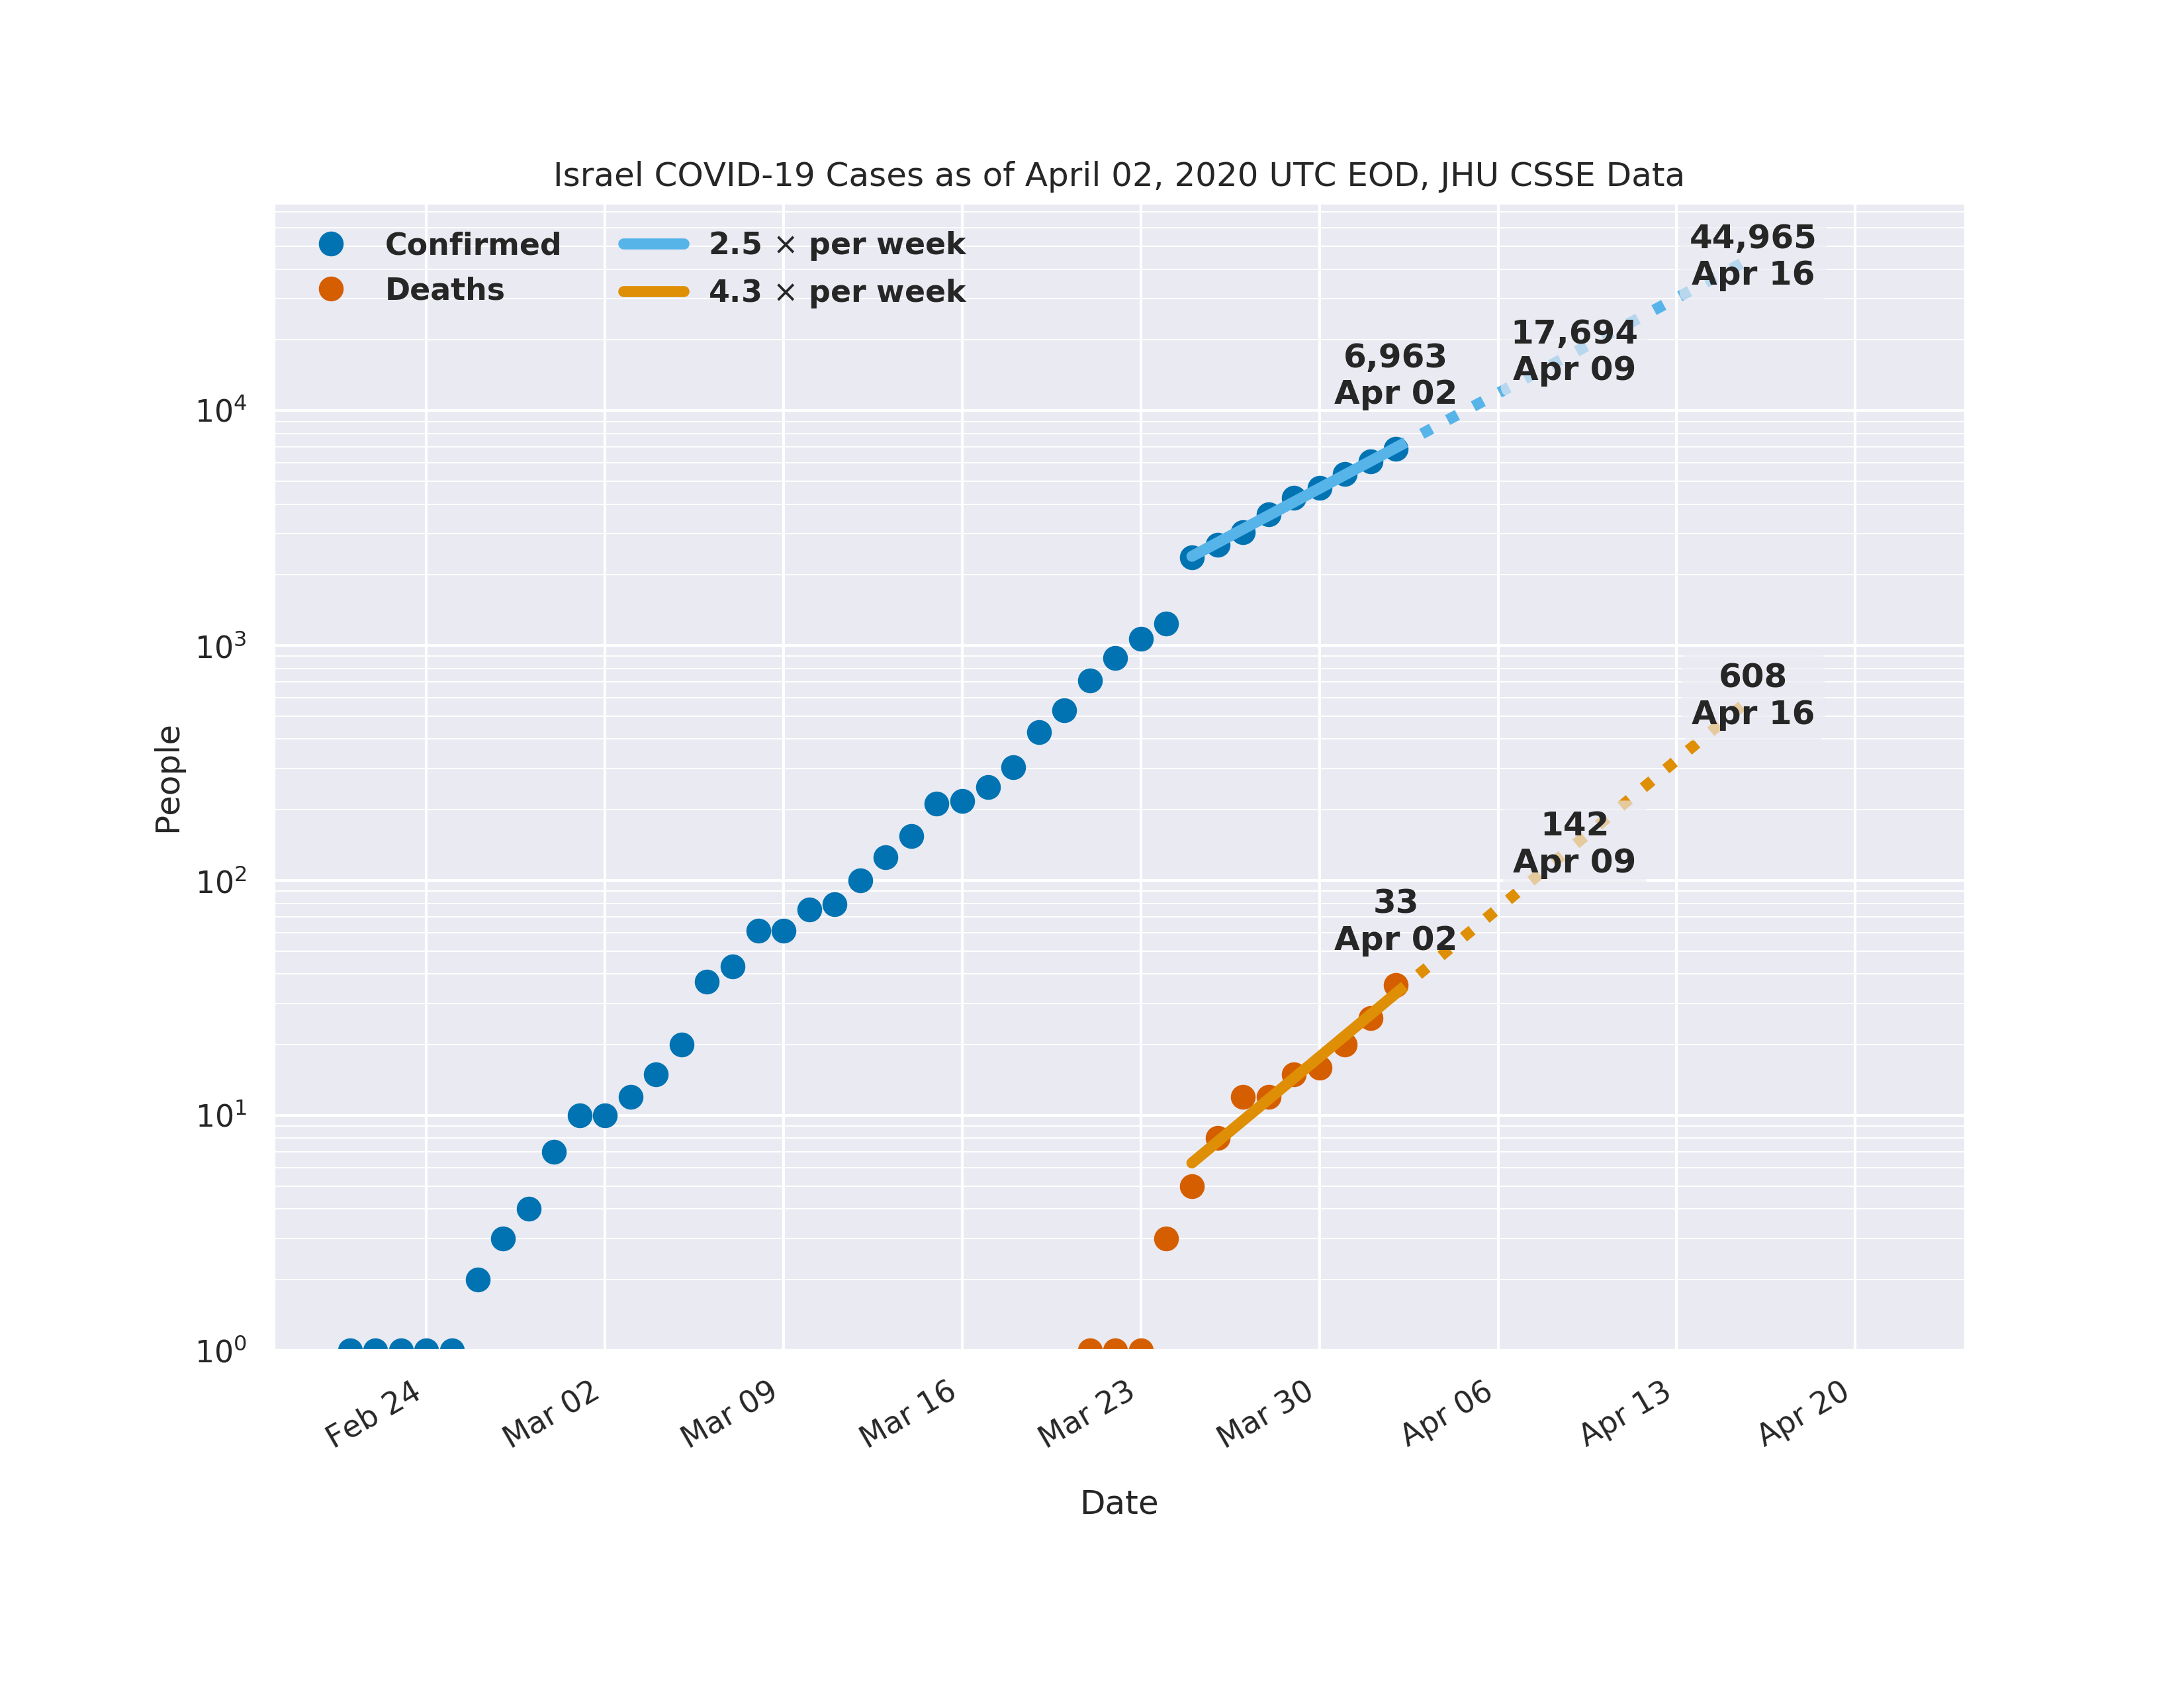 Israel COVID-19 Cases as of April 02, 2020 UTC EOD, JHU CSSE Data
Confirmed
Deaths
2.5 × per week
4.3 × per week
44,965
Apr 16
17,694
Apr 09
6,963
Apr 02
608
Apr 16
142
Apr 09
33
Apr 02
People
10⁴
10³
10²
10¹
10⁰
Feb 24
Mar 02
Mar 09
Mar 16
Mar 23
Mar 30
Apr 06
Apr 13
Apr 20
Date